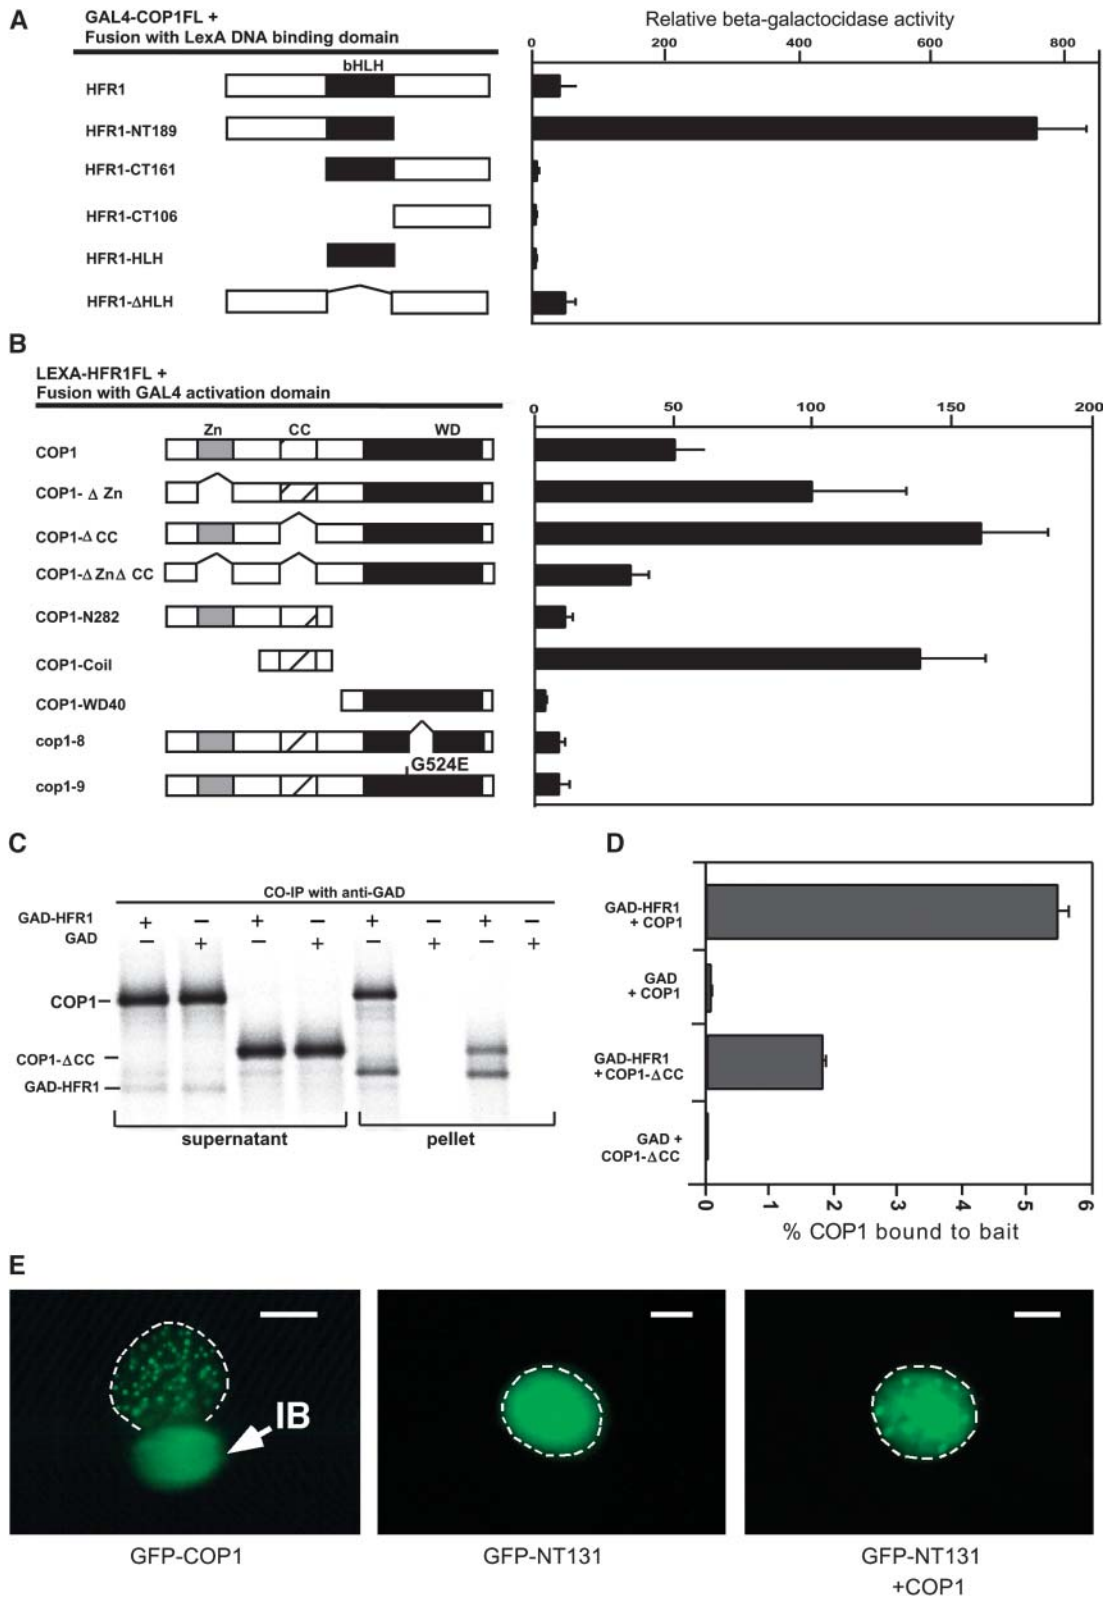 A
GAL4-COP1FL +
Fusion with LexA DNA binding domain
Relative beta-galactocidase activity
0 200 400 600 800
bHLH
HFR1
HFR1-NT189
HFR1-CT161
HFR1-CT106
HFR1-HLH
HFR1-ΔHLH
B
LEXA-HFR1FL +
Fusion with GAL4 activation domain
0 50 100 150 200
Zn CC WD
COP1
COP1- Δ Zn
COP1-Δ CC
COP1-Δ ZnΔ CC
COP1-N282
COP1-Coil
COP1-WD40
cop1-8
G524E
cop1-9
C
CO-IP with anti-GAD
GAD-HFR1 + − + − + − + −
GAD − + − + − + − +
COP1
COP1-ΔCC
GAD-HFR1
supernatant
pellet
D
GAD-HFR1
+ COP1
GAD
+ COP1
GAD-HFR1
+ COP1-ΔCC
GAD +
COP1-ΔCC
0 1 2 3 4 5 6
% COP1 bound to bait
E
IB
GFP-COP1
GFP-NT131
GFP-NT131
+COP1